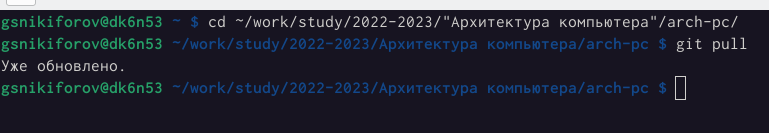 gsnikiforov@dk6n53 ~ $ cd ~/work/study/2022-2023/"Архитектура компьютера"/arch-pc/
gsnikiforov@dk6n53 ~/work/study/2022-2023/Архитектура компьютера/arch-pc $ git pull
Уже обновлено.
gsnikiforov@dk6n53 ~/work/study/2022-2023/Архитектура компьютера/arch-pc $